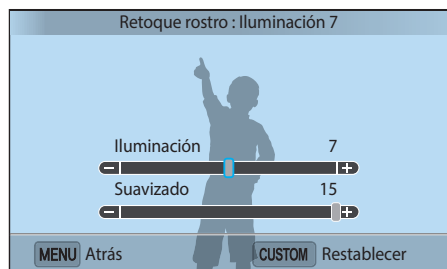 Retoque rostro : Iluminación 7
Iluminación 7
Suavizado 15
MENU Atrás CUSTOM Restablecer